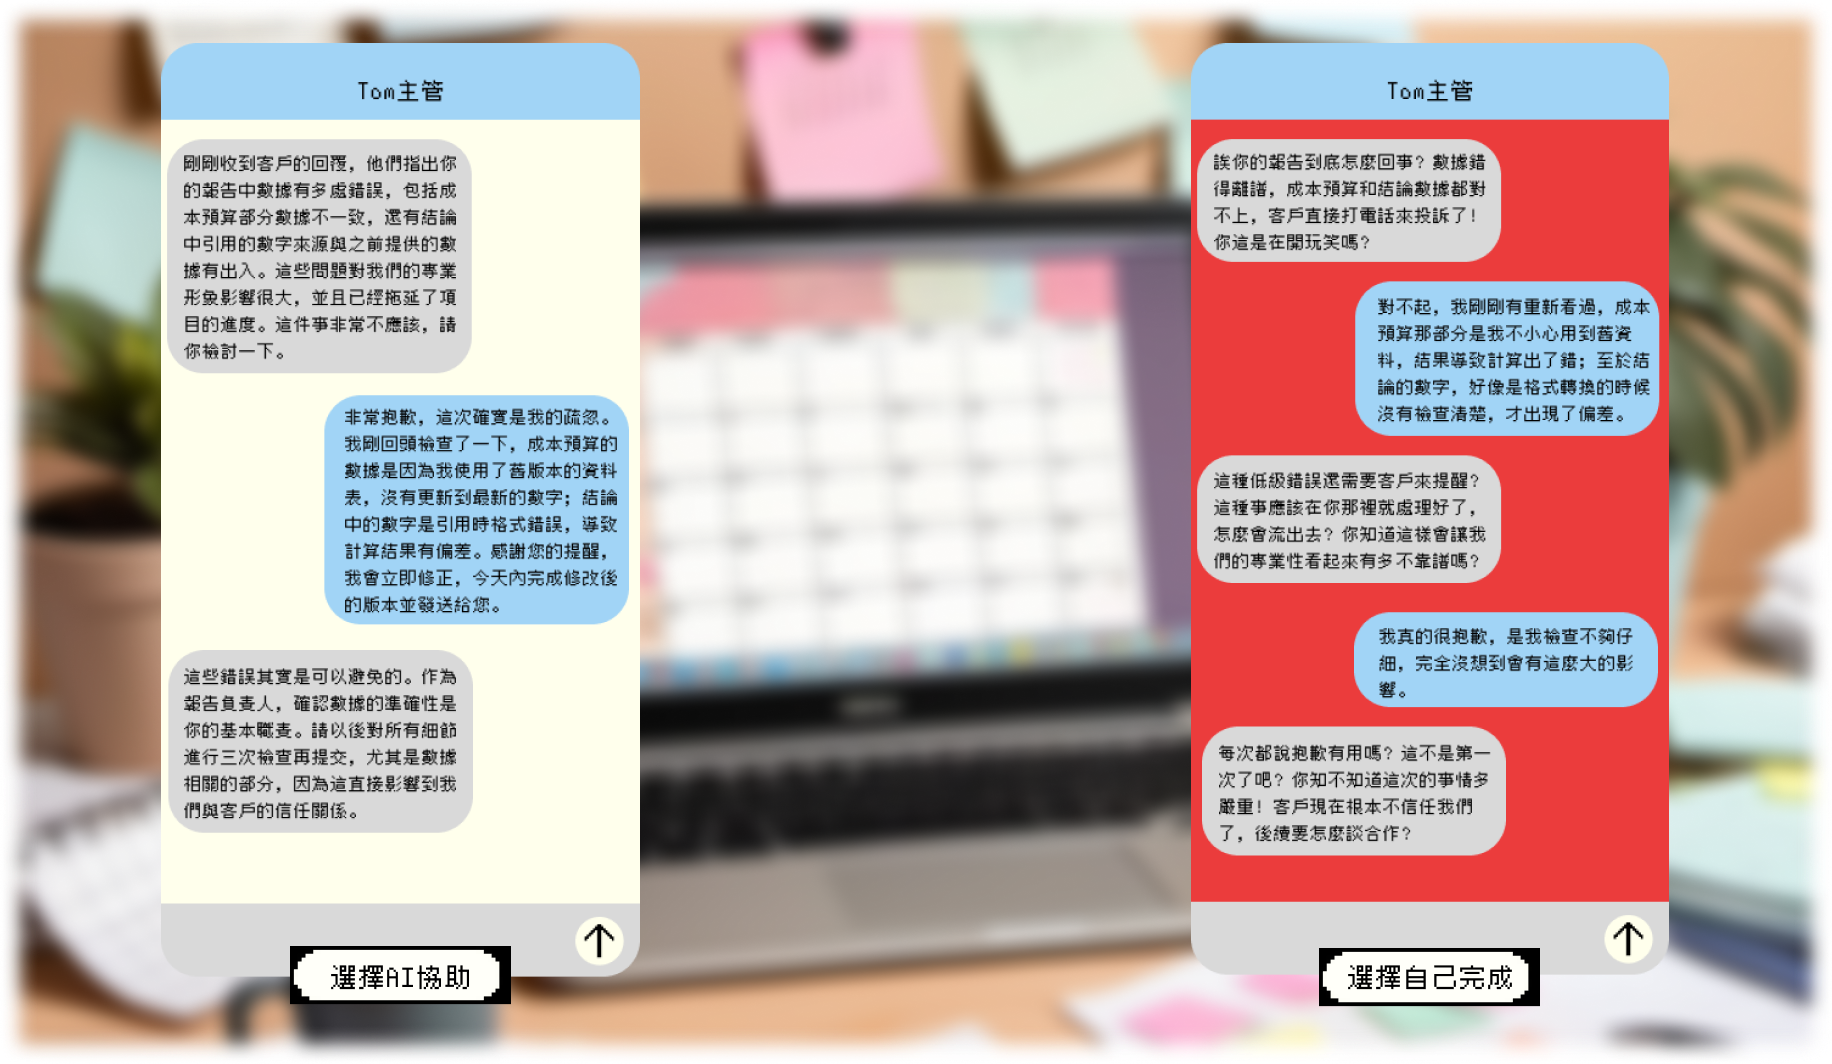 Tom主管
剛剛收到客戶的回覆，他們指出你
的報告中數據有多處錯誤，包括成
本預算部分數據不一致，還有結論
中引用的數字來源與之前提供的數
據有出入。這些問題對我們的專業
形象影響很大，並且已經拖延了項
目的進度。這件事非常不應該，請
你檢討一下。
非常抱歉，這次確實是我的疏忽。
我剛回頭檢查了一下，成本預算的
數據是因為我使用了舊版本的資料
表，沒有更新到最新的數字；結論
中的數字是引用時格式錯誤，導致
計算結果有偏差。感謝您的提醒，
我會立即修正，今天內完成修改後
的版本並發送給您。
這些錯誤其實是可以避免的。作為
報告負責人，確認數據的準確性是
你的基本職責。請以後對所有細節
進行三次檢查再提交，尤其是數據
相關的部分，因為這直接影響到我
們與客戶的信任關係。
選擇AI協助
Tom主管
誒你的報告到底怎麼回事？數據錯
得離譜，成本預算和結論數據都對
不上，客戶直接打電話來投訴了！
你這是在開玩笑嗎？
對不起，我剛剛有重新看過，成本
預算那部分是我不小心用到舊資
料，結果導致計算出了錯；至於結
論的數字，好像是格式轉換的時候
沒有檢查清楚，才出現了偏差。
這種低級錯誤還需要客戶來提醒？
這種事應該在你那裡就處理好了，
怎麼會流出去？你知道這樣會讓我
們的專業性看起來有多不靠譜嗎？
我真的很抱歉，是我檢查不夠仔
細，完全沒想到會有這麼大的影
響。
每次都說抱歉有用嗎？這不是第一
次了吧？你知不知道這次的事情多
嚴重！客戶現在根本不信任我們
了，後續要怎麼談合作？
選擇自己完成